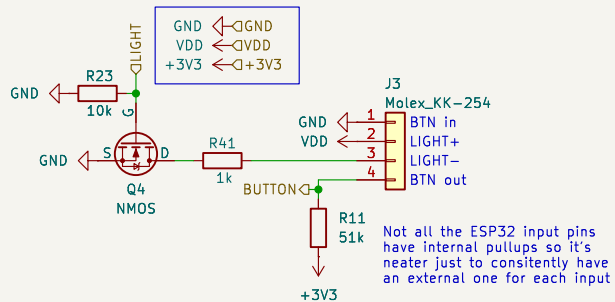 LIGHT
GND GND
VDD VDD
+3V3 +3V3
R23
GND
10k
G
GND
S
D
Q4
NMOS
R41
1k
J3
Molex_KK-254
GND 1 BTN in
VDD 2 LIGHT+
3 LIGHT-
4 BTN out
BUTTON
R11
51k
+3V3
Not all the ESP32 input pins
have internal pullups so it's
neater just to consitently have
an external one for each input